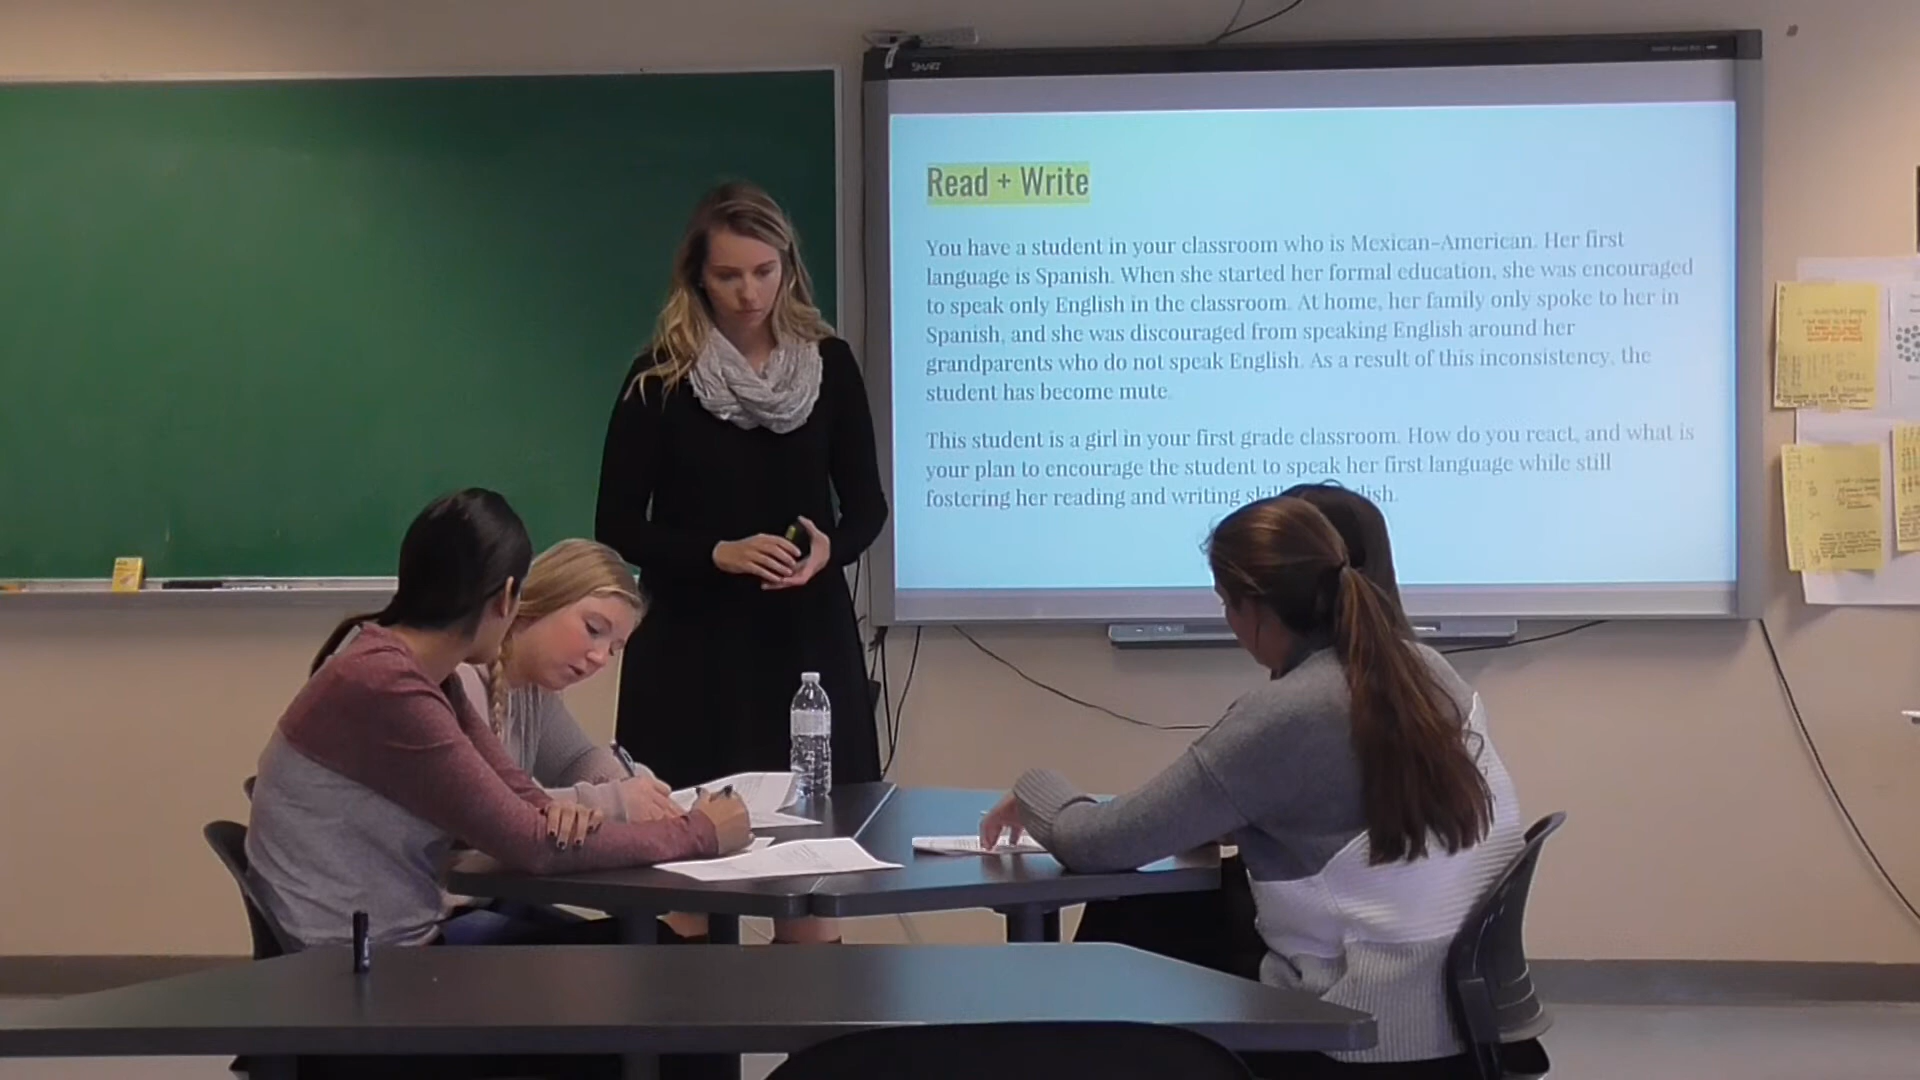 SMART
Read + Write
You have a student in your classroom who is Mexican-American. Her first
language is Spanish. When she started her formal education, she was encouraged
to speak only English in the classroom. At home, her family only spoke to her in
Spanish, and she was discouraged from speaking English around her
grandparents who do not speak English. As a result of this inconsistency, the
student has become mute.
This student is a girl in your first grade classroom. How do you react, and what is
your plan to encourage the student to speak her first language while still
fostering her reading and writing